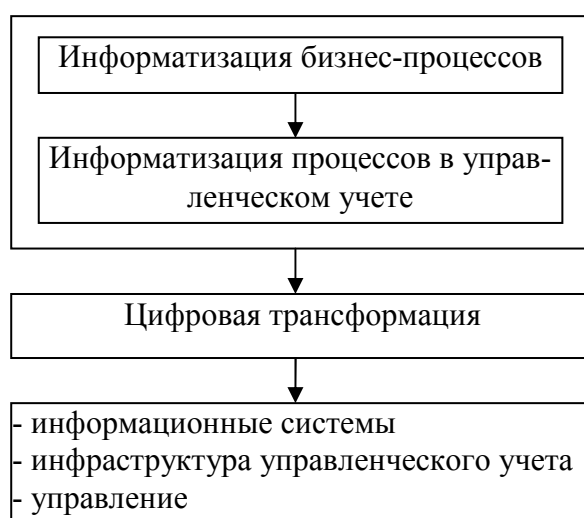 Информатизация бизнес-процессов
Информатизация процессов в управ-
ленческом учете
Цифровая трансформация
- информационные системы
- инфраструктура управленческого учета
- управление